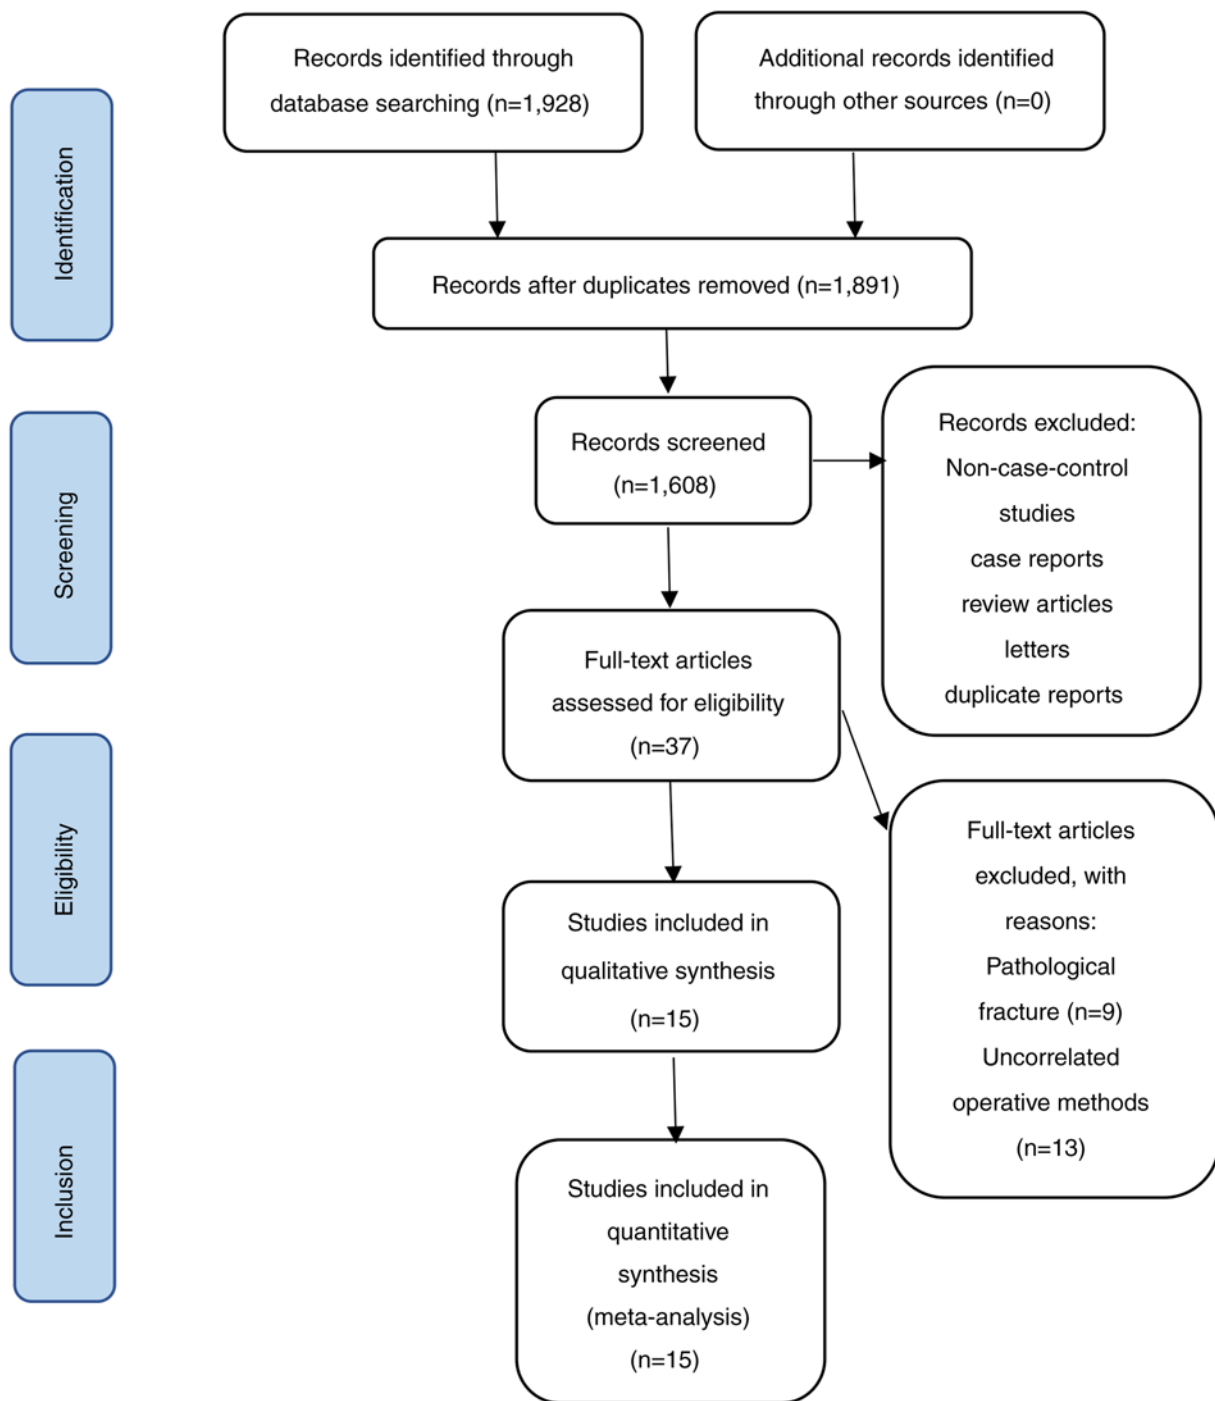 Records identified through
database searching (n=1,928)
Additional records identified
through other sources (n=0)
Identification
Records after duplicates removed (n=1,891)
Screening
Records screened
(n=1,608)
Records excluded:
Non-case-control
studies
case reports
review articles
letters
duplicate reports
Full-text articles
assessed for eligibility
(n=37)
Eligibility
Full-text articles
excluded, with
reasons:
Pathological
fracture (n=9)
Uncorrelated
operative methods
(n=13)
Studies included in
qualitative synthesis
(n=15)
Inclusion
Studies included in
quantitative
synthesis
(meta-analysis)
(n=15)